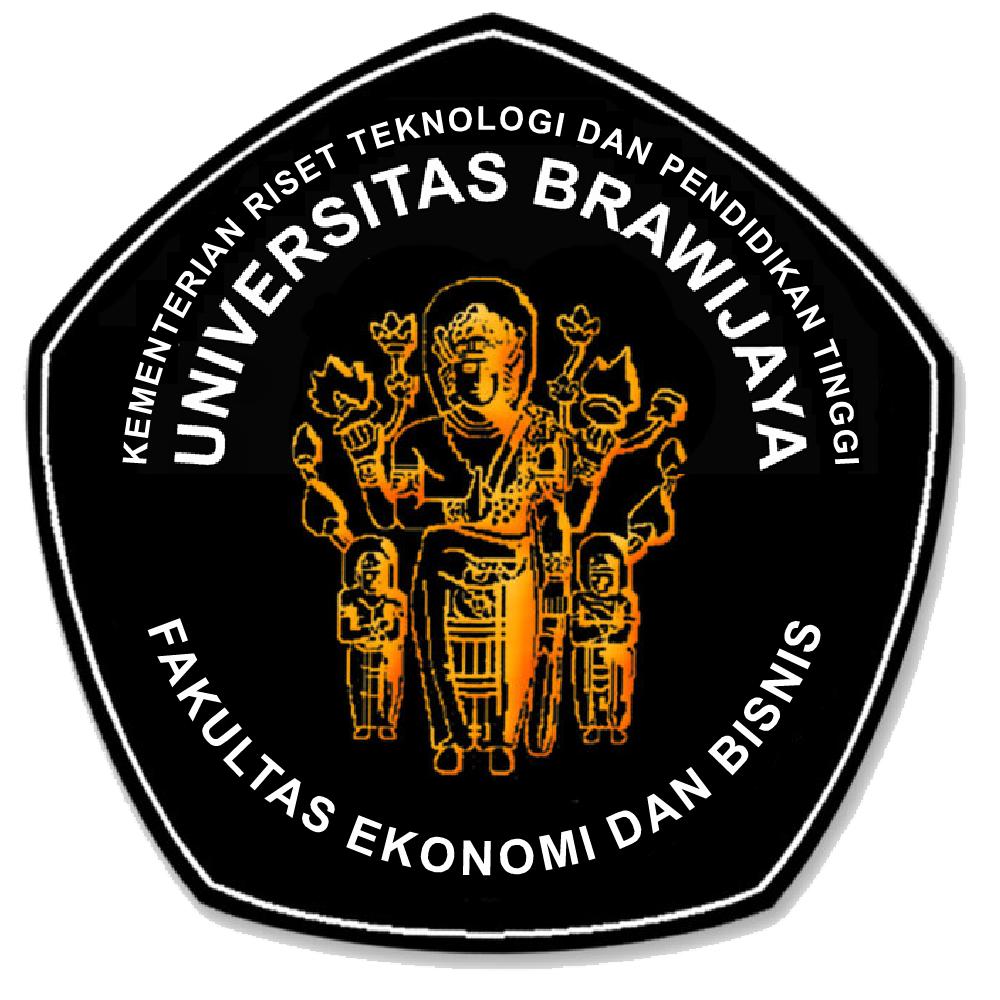 KEMENTERIAN RISET TEKNOLOGI DAN PENDIDIKAN TINGGI
UNIVERSITAS BRAWIJAYA
FAKULTAS EKONOMI DAN BISNIS